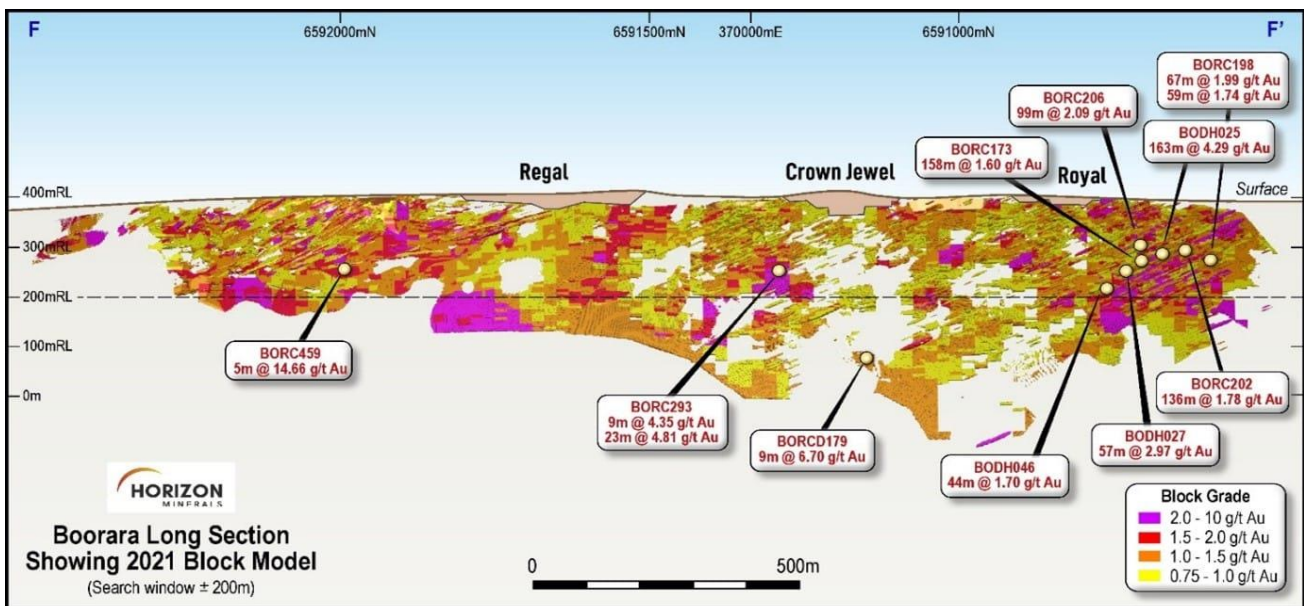 F
6592000mN
6591500mN
370000mE
6591000mN
F'
BORC198
67m @ 1.99 g/t Au
59m @ 1.74 g/t Au
BORC206
99m @ 2.09 g/t Au
BODH025
163m @ 4.29 g/t Au
BORC173
158m @ 1.60 g/t Au
Regal
Crown Jewel
Royal
400mRL
Surface
300mRL
200mRL
100mRL
0m
BORC459
5m @ 14.66 g/t Au
BORC293
9m @ 4.35 g/t Au
23m @ 4.81 g/t Au
BORCD179
9m @ 6.70 g/t Au
BODH046
44m @ 1.70 g/t Au
BODH027
57m @ 2.97 g/t Au
BORC202
136m @ 1.78 g/t Au
HORIZON
MINERALS
Boorara Long Section
Showing 2021 Block Model
(Search window ± 200m)
0
500m
Block Grade
2.0 - 10 g/t Au
1.5 - 2.0 g/t Au
1.0 - 1.5 g/t Au
0.75 - 1.0 g/t Au